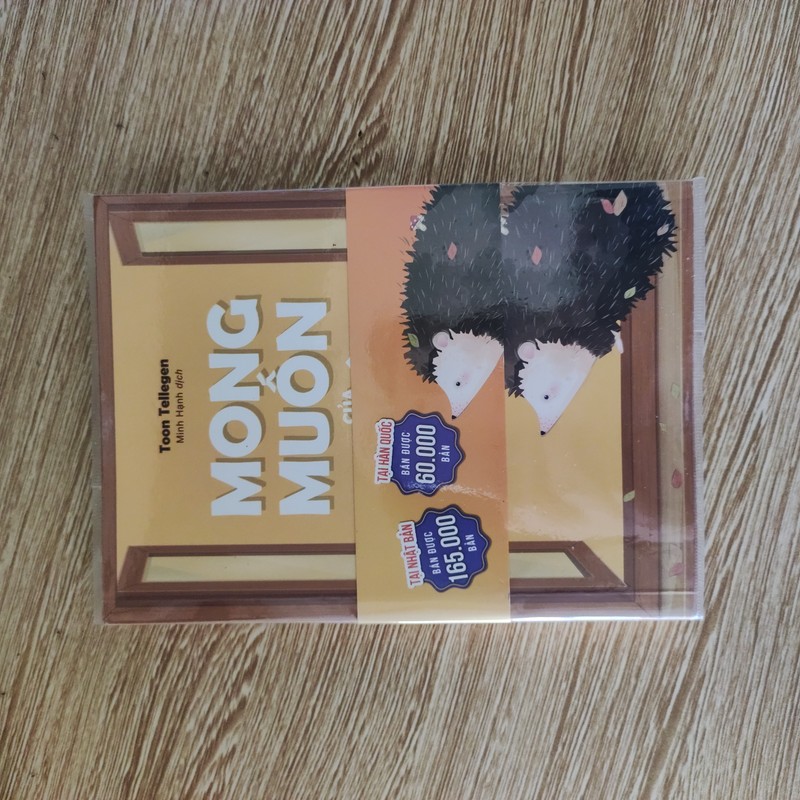 Toon Tellegen
Minh Hạnh dịch
MONG
MUỐN
CỦA
TẠI NHẬT BẢN
BÁN ĐƯỢC
165.000
BẢN
TẠI HÀN QUỐC
BÁN ĐƯỢC
60.000
BẢN